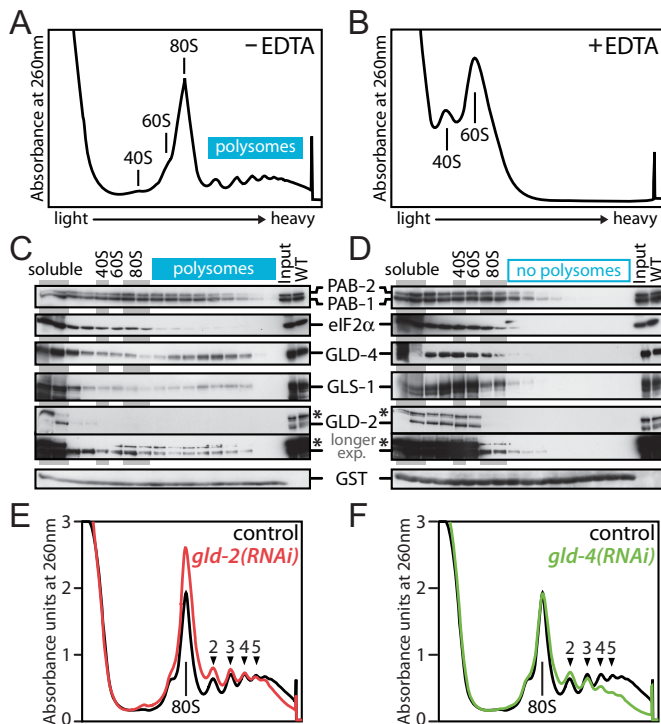 A
– EDTA
Absorbance at 260nm
80S
60S
40S
polysomes
light heavy
B
+EDTA
Absorbance at 260nm
40S
60S
light heavy
C
soluble
40S
60S
80S
polysomes
Input
WT
D
soluble
40S
60S
80S
no polysomes
Input
WT
PAB-2
PAB-1
eIF2α
GLD-4
GLS-1
* GLD-2 *
* longer exp. *
GST
E
Absorbance units at 260nm
3
2
1
0
control
gld-2(RNAi)
2 3 4 5
80S
F
Absorbance units at 260nm
3
2
1
0
control
gld-4(RNAi)
2 3 4 5
80S